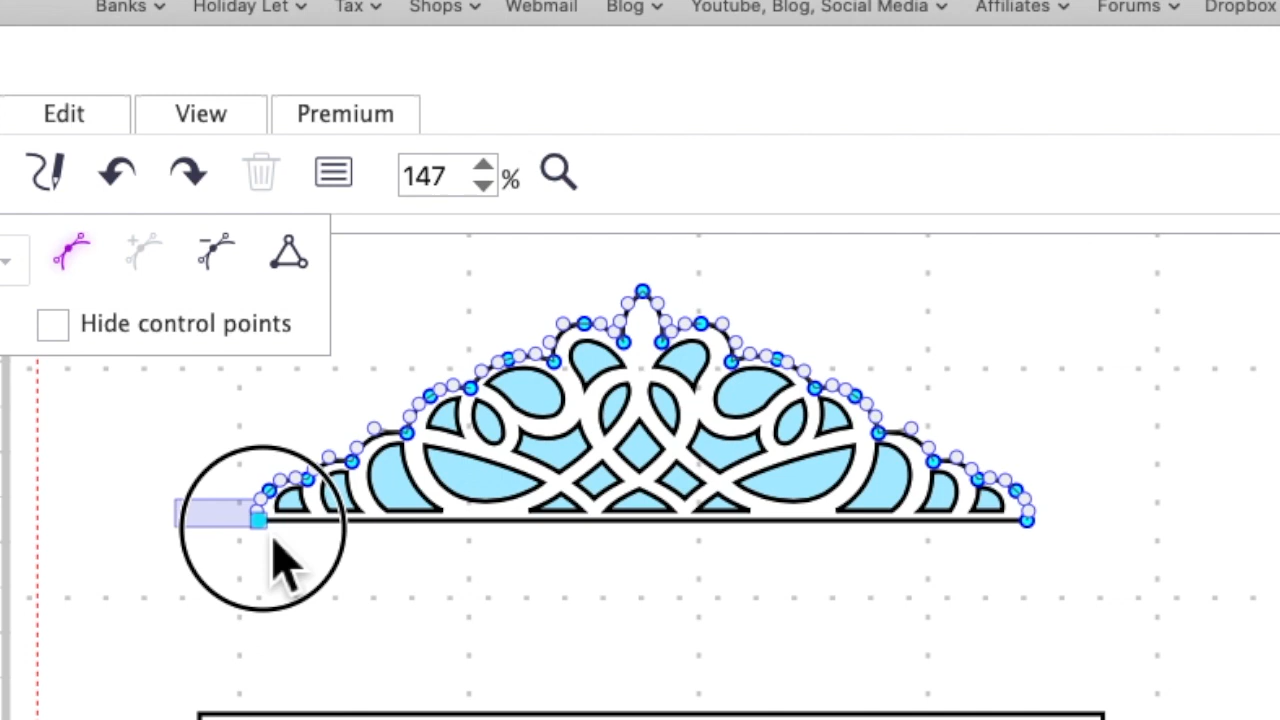 Banks Holiday Let Tax Shops Webmail Blog Youtube, Blog, Social Media Affiliates Forums Dropbox
Edit View Premium
147 %
Hide control points